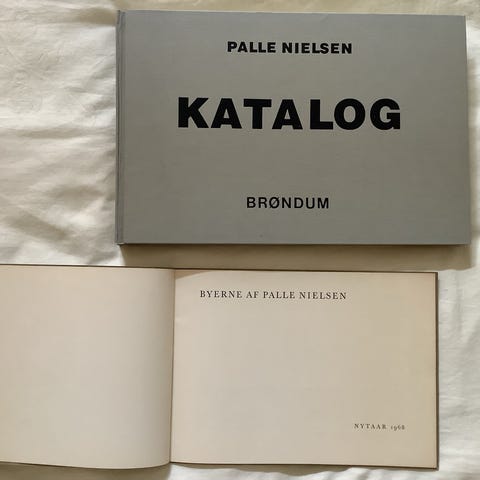 PALLE NIELSEN
KATALOG
BRØNDUM
BYERNE AF PALLE NIELSEN
NYTAAR 1968